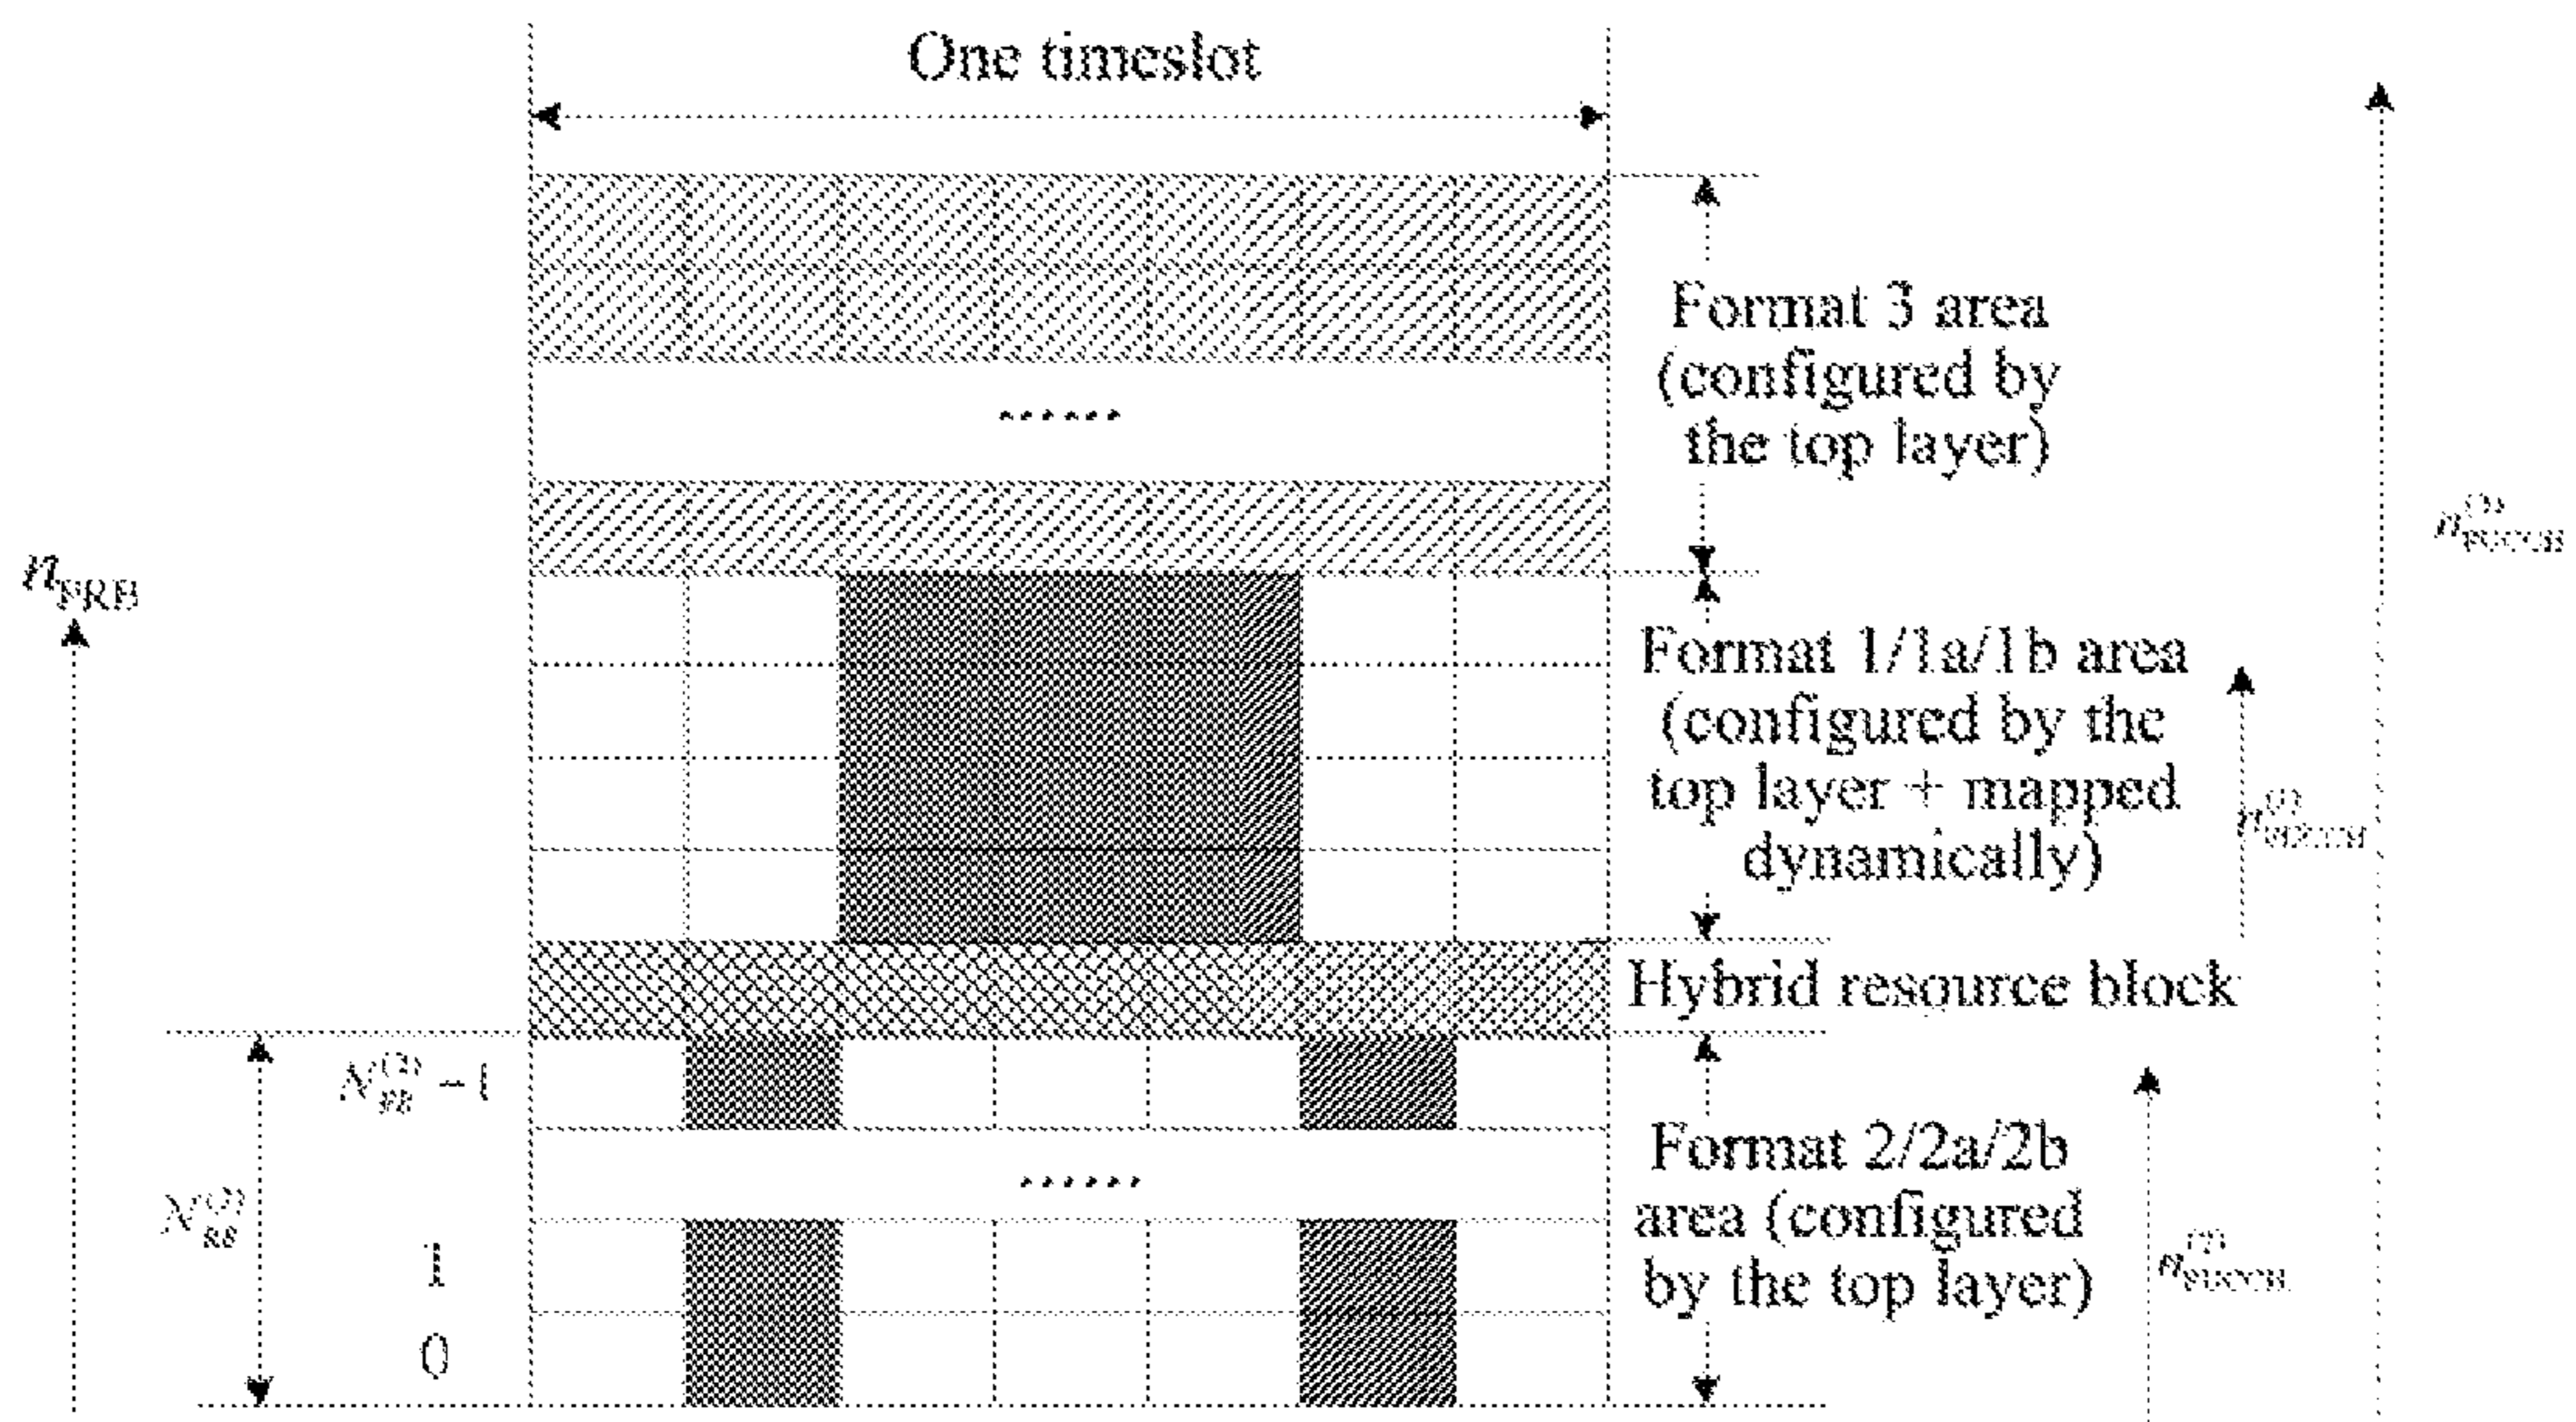 One timeslot
Format 3 area
(configured by
the top layer)
n_PRB
Format 1/1a/1b area
(configured by the
top layer + mapped
dynamically)
Hybrid resource block
......
N_RB^(2) - 1
Format 2/2a/2b
area (configured
by the top layer)
......
N_RB^(2)
1
0
n_PUCCH^(2)